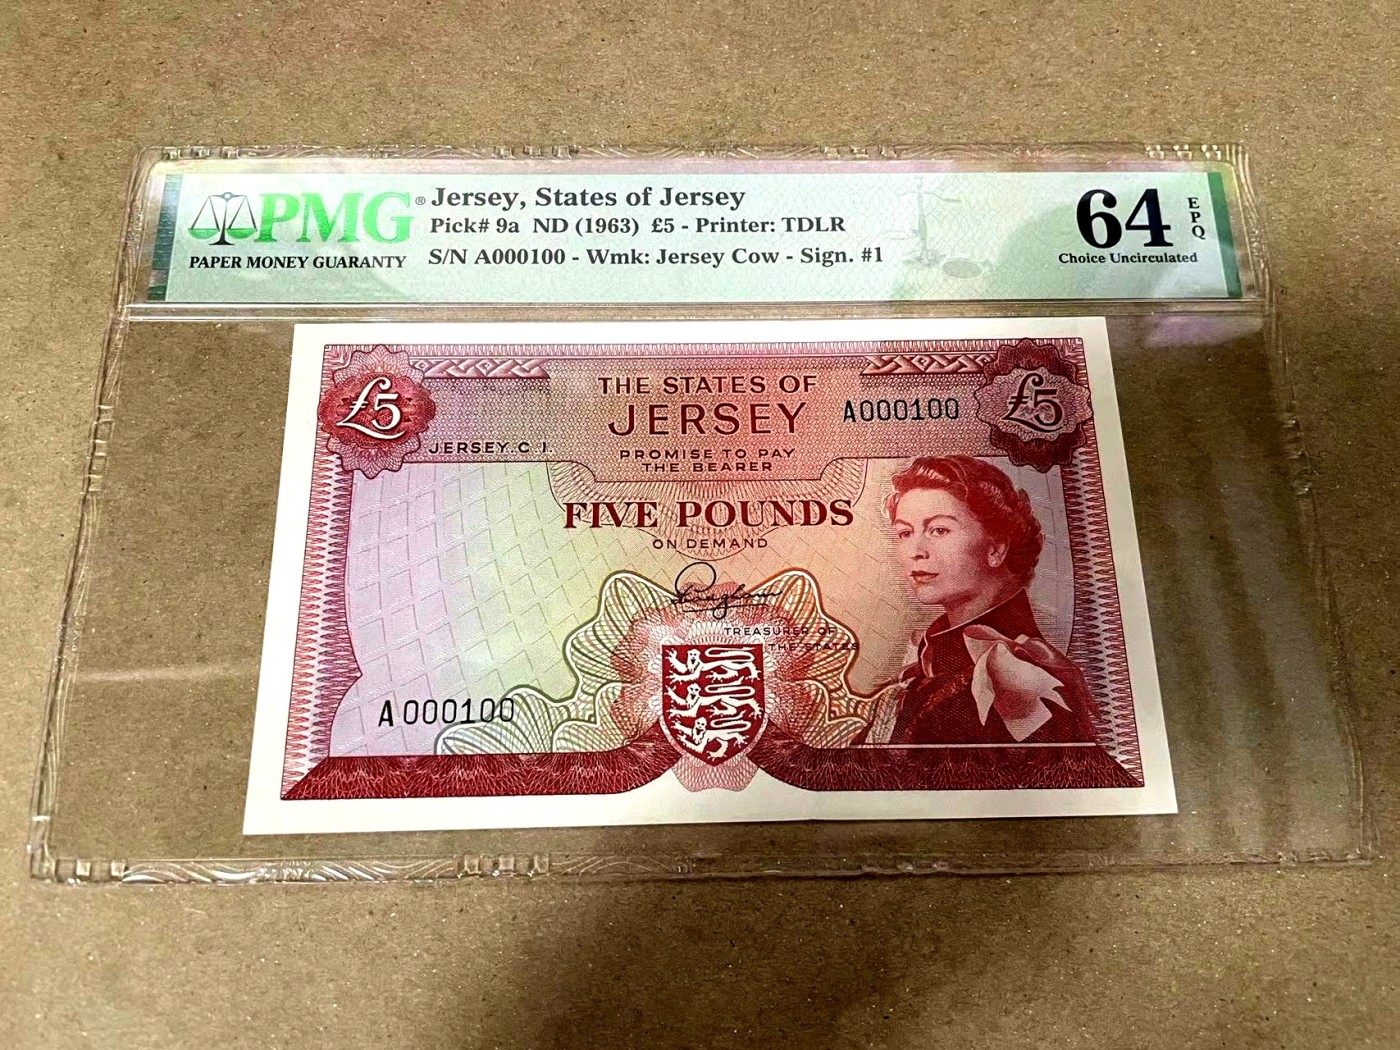 PMG®
PAPER MONEY GUARANTY
Jersey, States of Jersey
Pick# 9a ND (1963) £5 - Printer: TDLR
S/N A000100 - Wmk: Jersey Cow - Sign. #1
64 EPQ
Choice Uncirculated
£5
THE STATES OF
JERSEY
A000100
£5
JERSEY. C. I.
PROMISE TO PAY
THE BEARER
FIVE POUNDS
ON DEMAND
TREASURER OF
THE STATES
A000100